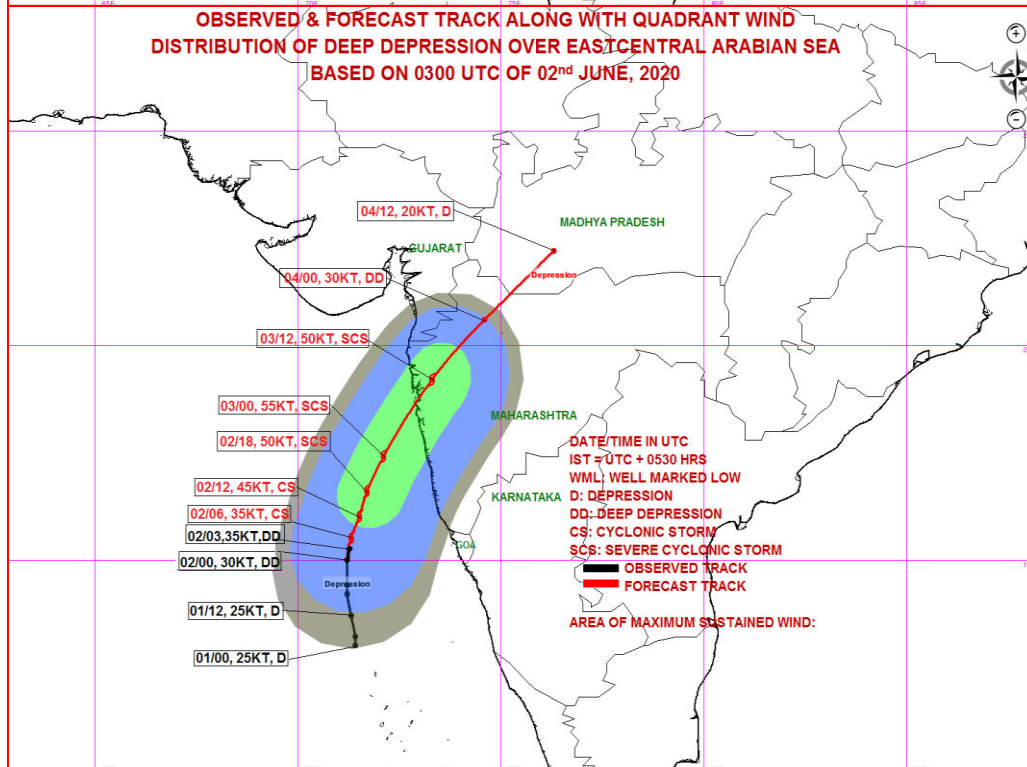 65E
70E
75E
80E
85E
OBSERVED & FORECAST TRACK ALONG WITH QUADRANT WIND
DISTRIBUTION OF DEEP DEPRESSION OVER EASTCENTRAL ARABIAN SEA
BASED ON 0300 UTC OF 02nd JUNE, 2020
04/12, 20KT, D
MADHYA PRADESH
GUJARAT
Depression
04/00, 30KT, DD
03/12, 50KT, SCS
03/00, 55KT, SCS
MAHARASHTRA
02/18, 50KT, SCS
DATE/TIME IN UTC
IST = UTC + 0530 HRS
WML: WELL MARKED LOW
02/12, 45KT, CS
KARNATAKA
D: DEPRESSION
DD: DEEP DEPRESSION
02/06, 35KT, CS
CS: CYCLONIC STORM
02/03,35KT,DD
GOA
SCS: SEVERE CYCLONIC STORM
02/00, 30KT, DD
OBSERVED TRACK
Depression
FORECAST TRACK
01/12, 25KT, D
AREA OF MAXIMUM SUSTAINED WIND:
01/00, 25KT, D